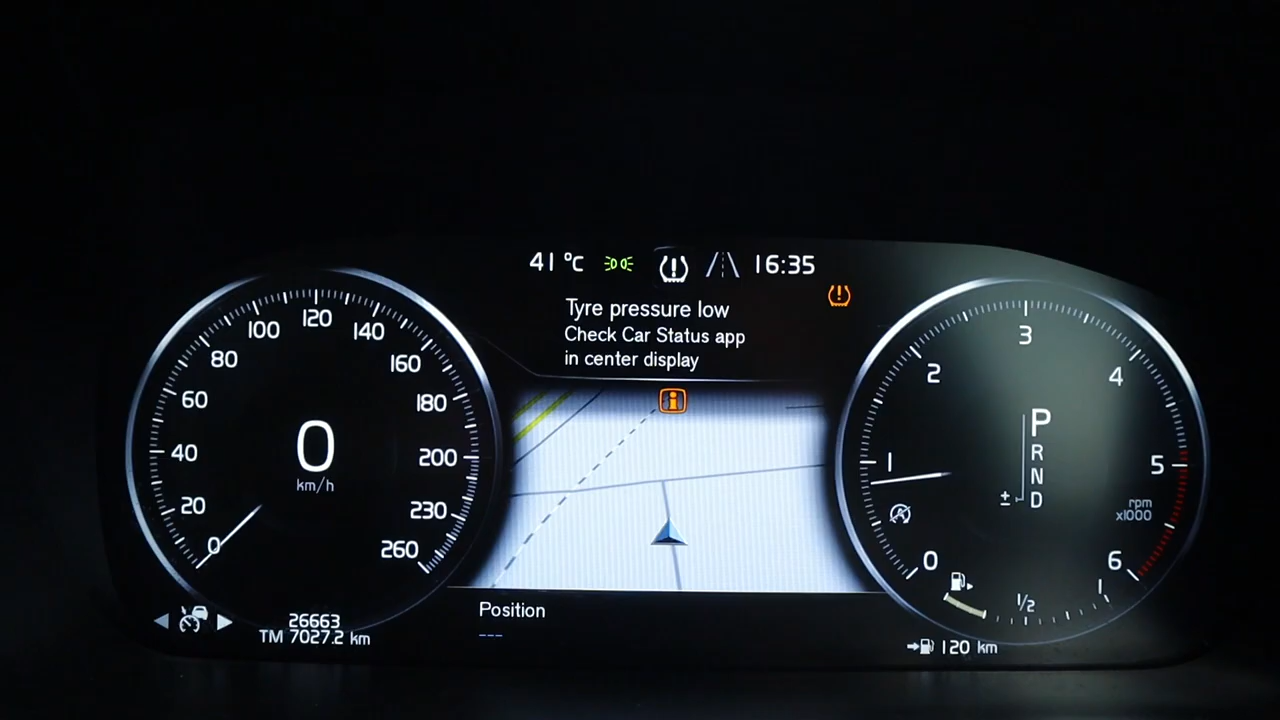 41 °C 16:35
Tyre pressure low
Check Car Status app
in center display
0
20
40
60
80
100
120
140
160
180
200
230
260
0
km/h
0
1
2
3
4
5
6
P
R
N
D
±
rpm
x1000
1/2
1
Position
---
26663
TM 7027.2 km
120 km